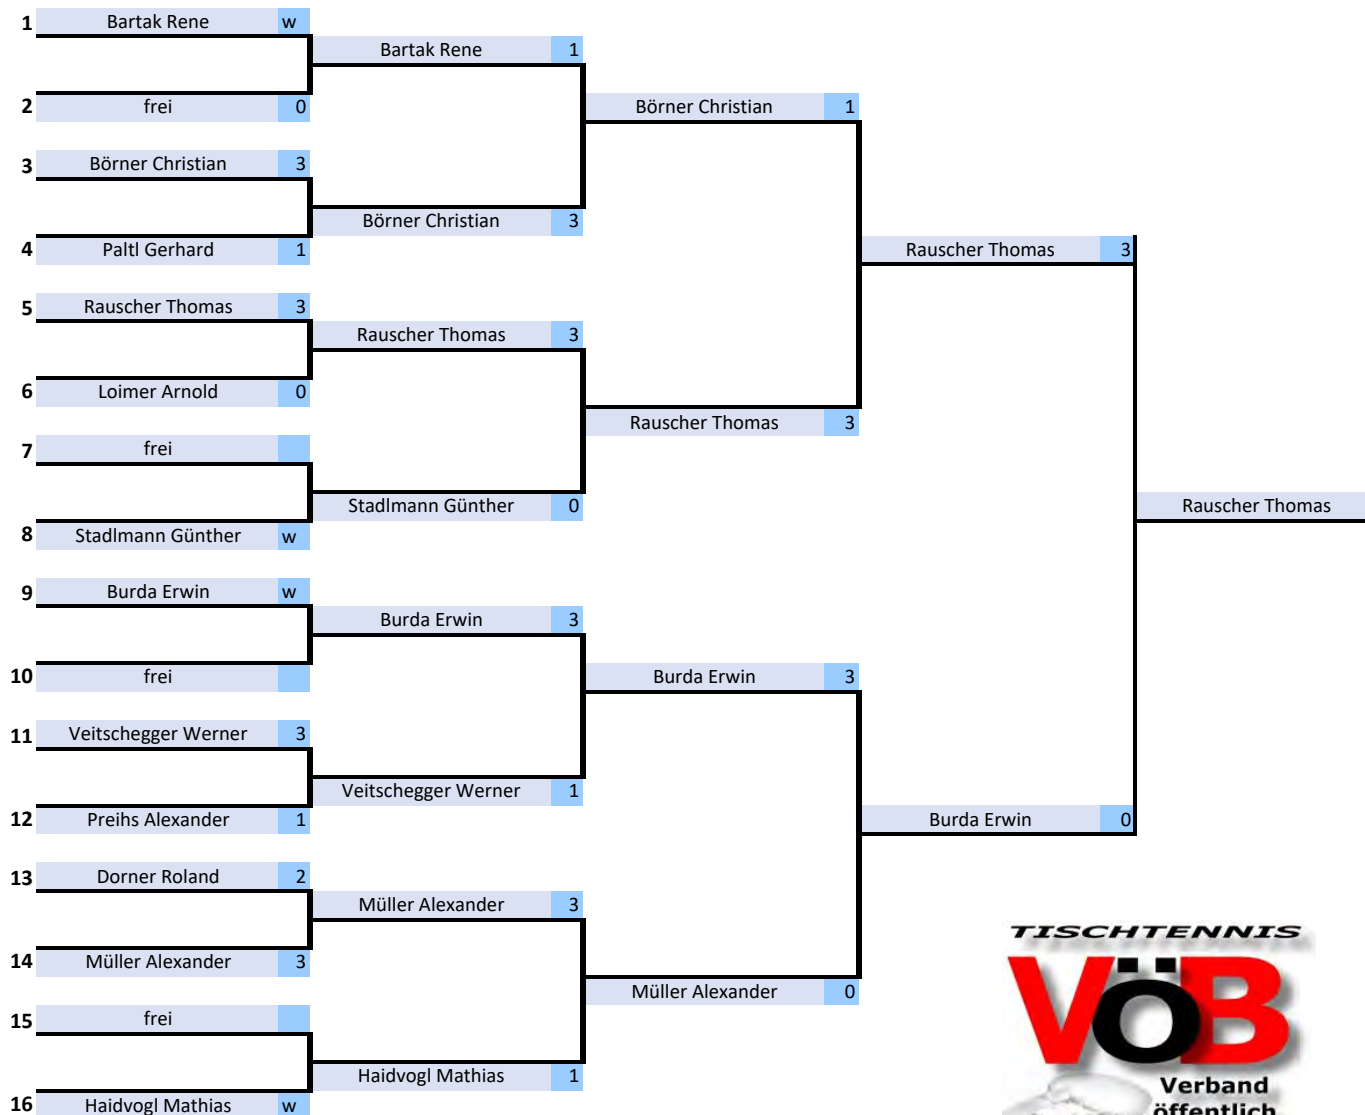 1 Bartak Rene w
Bartak Rene 1
2 frei 0
Börner Christian 1
3 Börner Christian 3
Börner Christian 3
4 Paltl Gerhard 1
Rauscher Thomas 3
5 Rauscher Thomas 3
Rauscher Thomas 3
6 Loimer Arnold 0
Rauscher Thomas 3
7 frei
Stadlmann Günther 0
Rauscher Thomas
8 Stadlmann Günther w
9 Burda Erwin w
Burda Erwin 3
10 frei
Burda Erwin 3
11 Veitschegger Werner 3
Veitschegger Werner 1
12 Preihs Alexander 1
Burda Erwin 0
13 Dorner Roland 2
Müller Alexander 3
14 Müller Alexander 3
Müller Alexander 0
15 frei
Haidvogl Mathias 1
16 Haidvogl Mathias w
TISCHTENNIS
VÖB
Verband
öffentlich